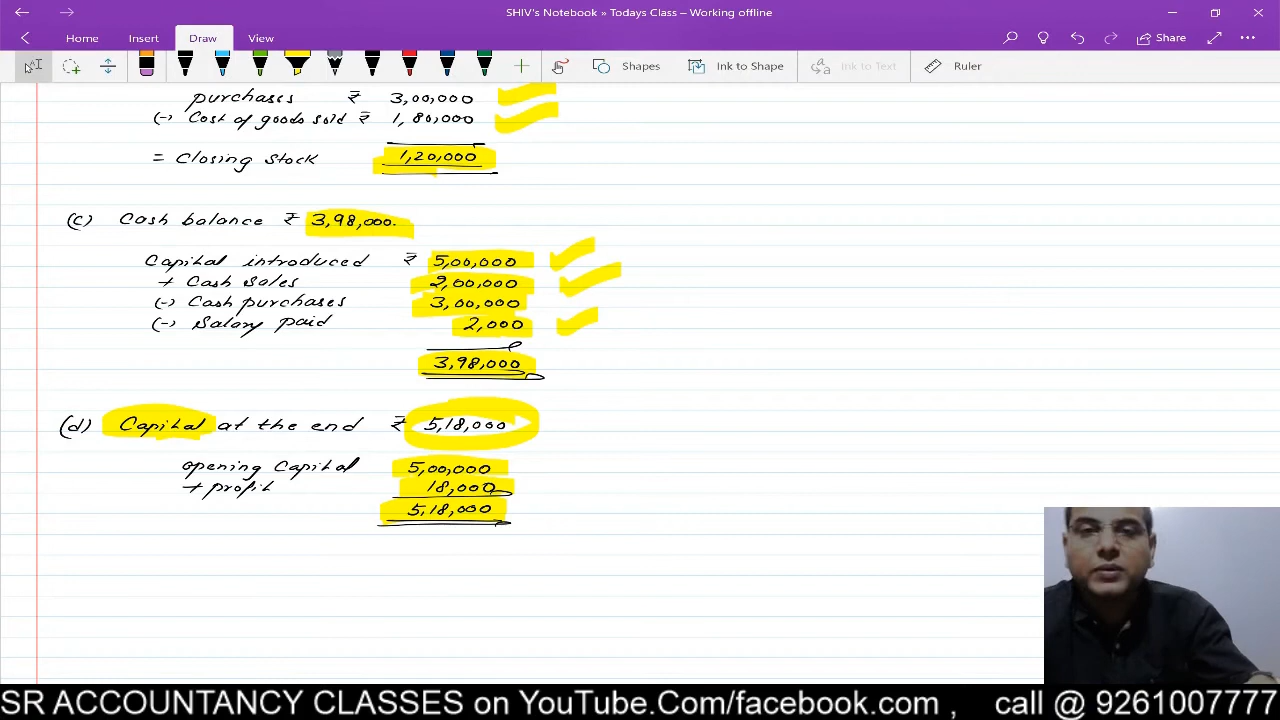 SHIV's Notebook » Todays Class – Working offline
Home Insert Draw View Share
Shapes Ink to Shape Ink to Text Ruler
purchases ₹ 3,00,000
(-) Cost of goods sold ₹ 1,80,000
= Closing Stock 1,20,000
(c) Cash balance ₹ 3,98,000.
Capital introduced ₹ 5,00,000
+ Cash Sales 2,00,000
(-) Cash purchases 3,00,000
(-) Salary paid 2,000
3,98,000
(d) Capital at the end ₹ 5,18,000
opening Capital 5,00,000
+ profit 18,000
5,18,000
SR ACCOUNTANCY CLASSES on YouTube.Com/facebook.com , call @ 9261007777